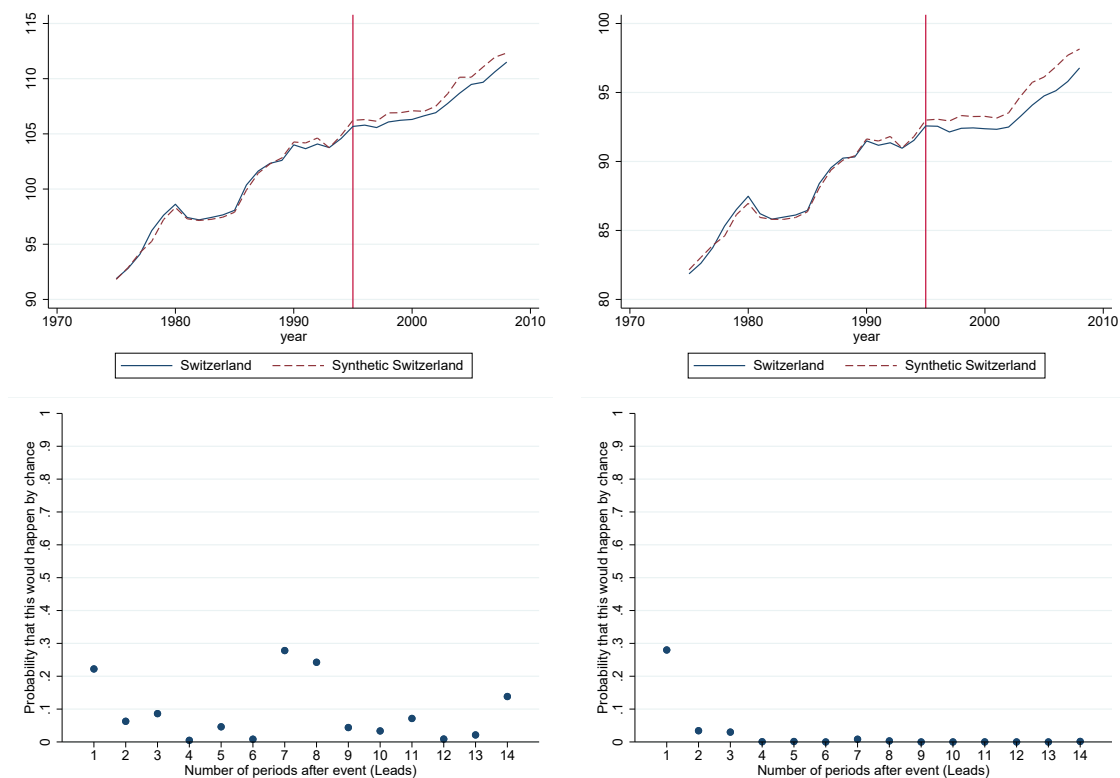 115
110
105
100
95
90
1970 1980 1990 2000 2010
year
Switzerland Synthetic Switzerland
100
95
90
85
80
1970 1980 1990 2000 2010
year
Switzerland Synthetic Switzerland
Probability that this would happen by chance
1
.9
.8
.7
.6
.5
.4
.3
.2
.1
0
1 2 3 4 5 6 7 8 9 10 11 12 13 14
Number of periods after event (Leads)
Probability that this would happen by chance
1
.9
.8
.7
.6
.5
.4
.3
.2
.1
0
1 2 3 4 5 6 7 8 9 10 11 12 13 14
Number of periods after event (Leads)